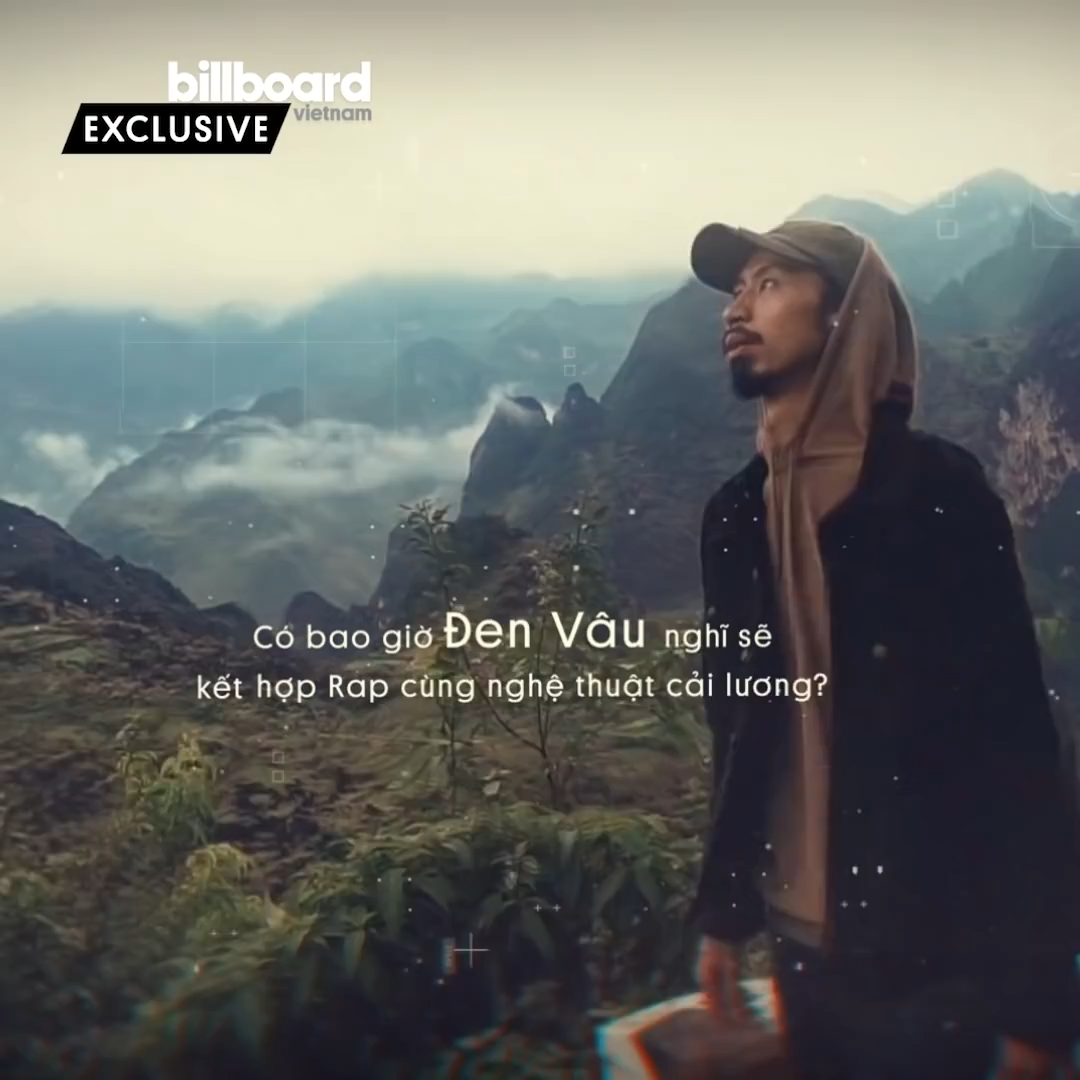 billboard
vietnam
EXCLUSIVE
Có bao giờ Đen Vâu nghĩ sẽ
kết hợp Rap cùng nghệ thuật cải lương?